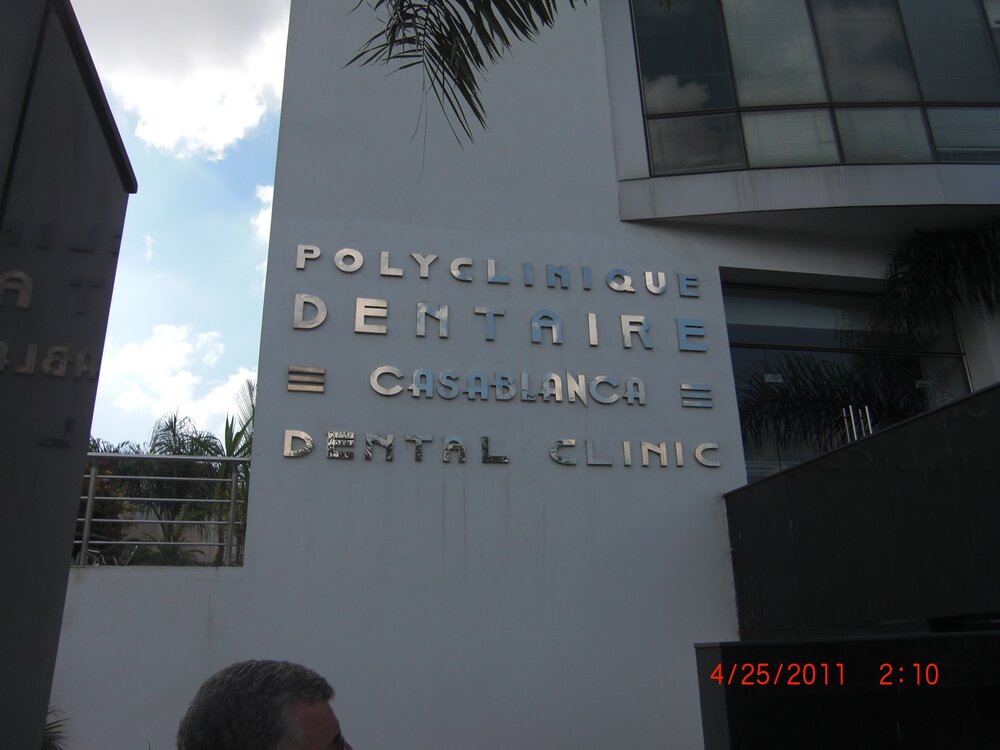 POLYCLINIQUE
DENTAIRE
CASABLANCA
DENTAL CLINIC
4/25/2011 2:10